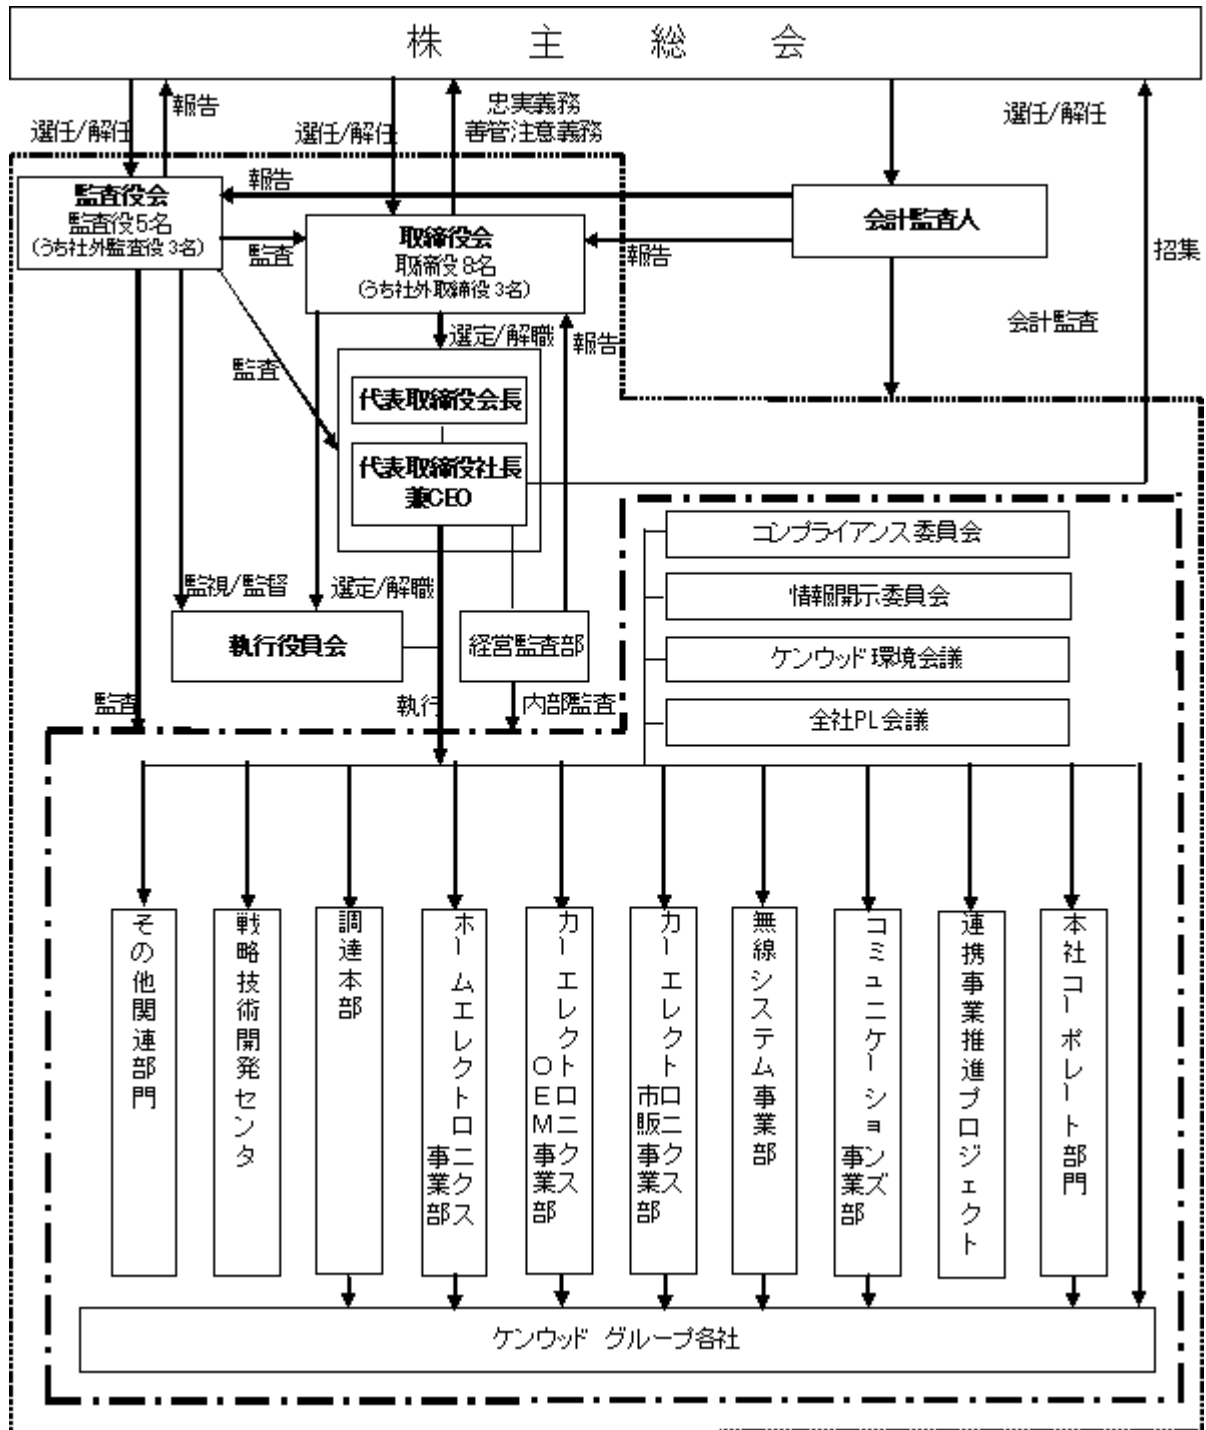 株主総会
報告
選任/解任
選任/解任
忠実義務
善管注意義務
選任/解任
監査役会
監査役5名
(うち社外監査役3名)
報告
会計監査人
監査
取締役会
取締役8名
(うち社外取締役3名)
報告
招集
会計監査
選定/解職
報告
監査
代表取締役会長
代表取締役社長
兼CEO
コンプライアンス委員会
監視/監督
選定/解職
情報開示委員会
執行役員会
経営監査部
ケンウッド環境会議
監査
執行
内部監査
全社PL会議
その他関連部門
戦略技術開発センタ
調達本部
ホームエレクトロニクス
事業部
カーエレクトロニクス
OEM事業部
カーエレクトロニクス
市販事業部
無線システム事業部
コミュニケーションズ
事業部
連携事業推進プロジェクト
本社コーポレート部門
ケンウッド グループ各社